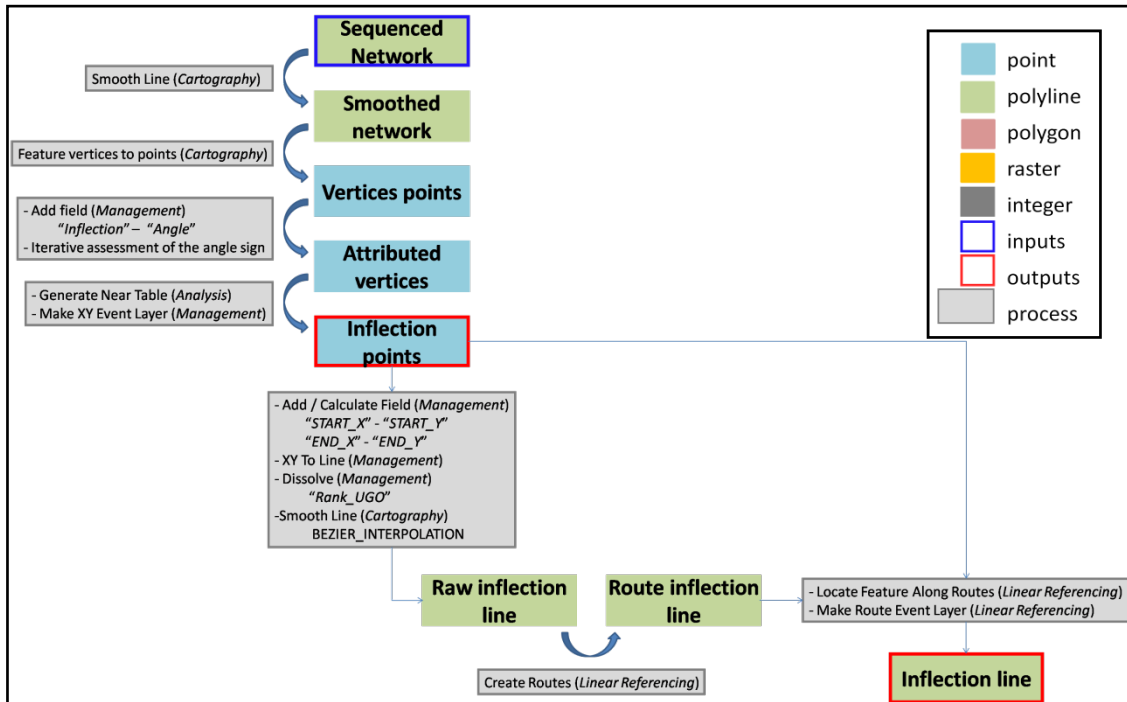 Sequenced
Network
Smooth Line (Cartography)
Smoothed
network
Feature vertices to points (Cartography)
Vertices points
- Add field (Management)
"Inflection" – "Angle"
- Iterative assessment of the angle sign
Attributed
vertices
- Generate Near Table (Analysis)
- Make XY Event Layer (Management)
Inflection
points
- Add / Calculate Field (Management)
"START_X" - "START_Y"
"END_X" - "END_Y"
- XY To Line (Management)
- Dissolve (Management)
"Rank_UGO"
-Smooth Line (Cartography)
BEZIER_INTERPOLATION
Raw inflection
line
Route inflection
line
Create Routes (Linear Referencing)
- Locate Feature Along Routes (Linear Referencing)
- Make Route Event Layer (Linear Referencing)
Inflection line
point
polyline
polygon
raster
integer
inputs
outputs
process